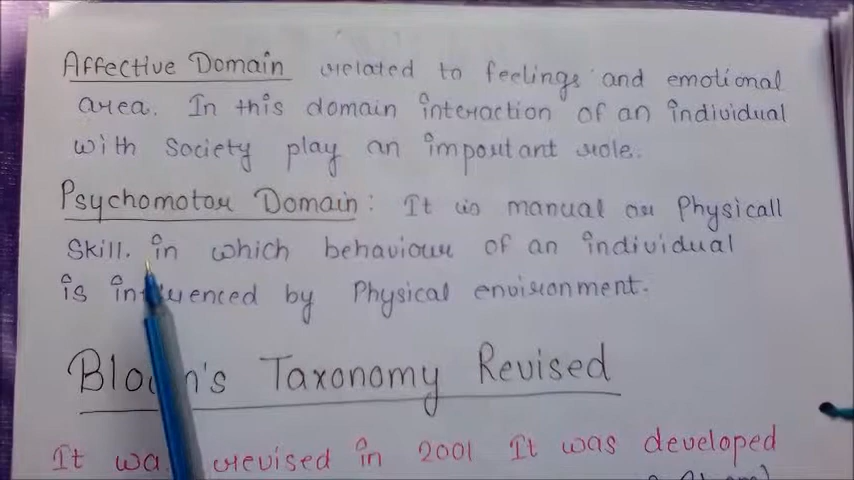 Affective Domain related to feelings and emotional
area. In this domain interaction of an individual
with Society play an important role.
Psychomotor Domain: It is manual or Physicall
Skill. in which behaviour of an individual
is influenced by Physical environment.
Bloom's Taxonomy Revised
It was revised in 2001 It was developed